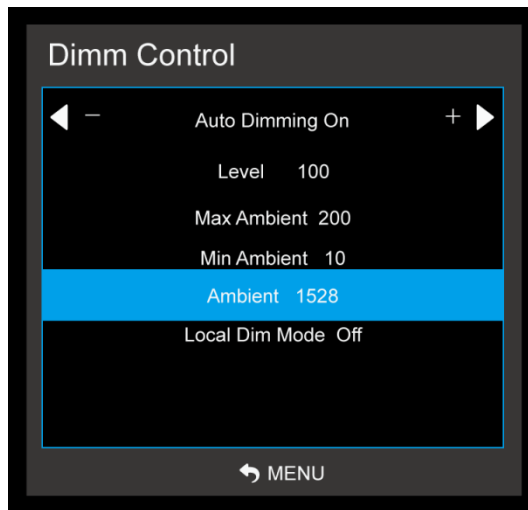 Dimm Control
− Auto Dimming On +
Level 100
Max Ambient 200
Min Ambient 10
Ambient 1528
Local Dim Mode Off
MENU